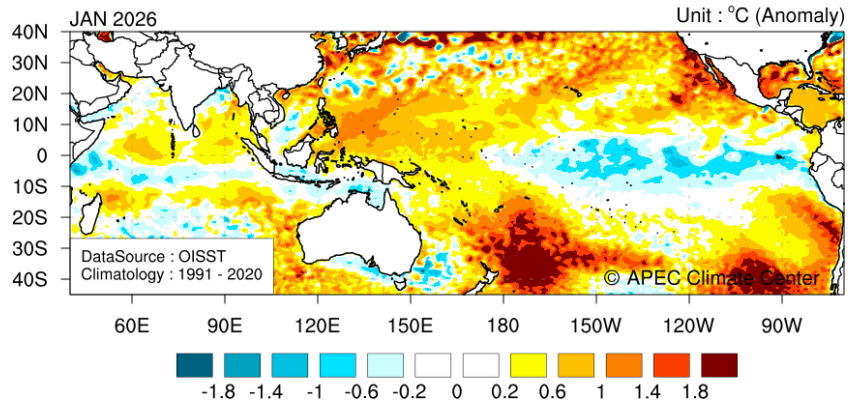 JAN 2026
Unit : °C (Anomaly)
40N
30N
20N
10N
0
10S
20S
30S
40S
DataSource : OISST
Climatology : 1991 - 2020
© APEC Climate Center
60E 90E 120E 150E 180 150W 120W 90W
-1.8 -1.4 -1 -0.6 -0.2 0 0.2 0.6 1 1.4 1.8